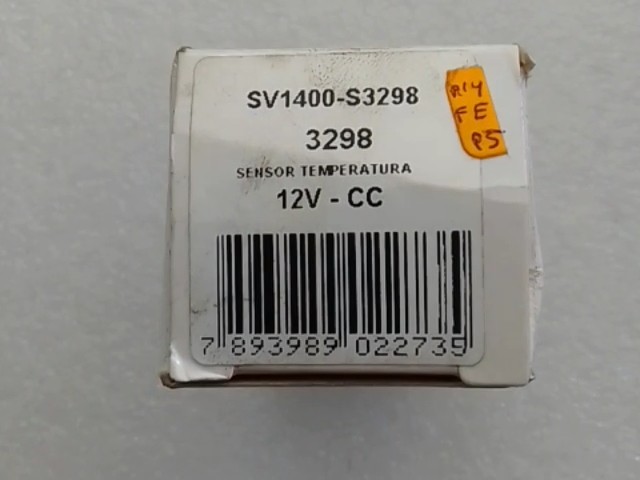 SV1400-S3298
3298
SENSOR TEMPERATURA
12V - CC
7 893989 022735
R14
FE
P5